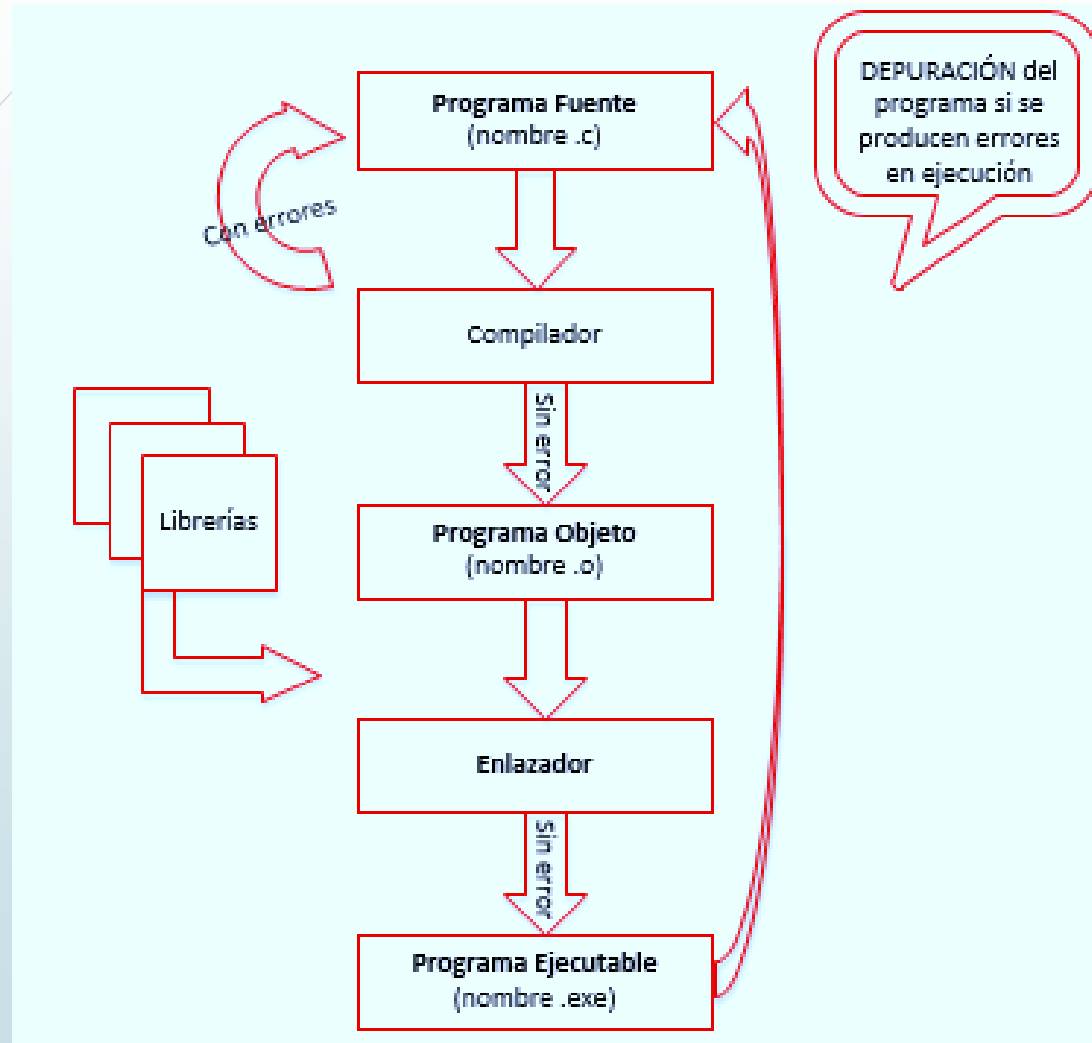 Programa Fuente
(nombre .c)
DEPURACIÓN del
programa si se
producen errores
en ejecución
Con errores
Compilador
Sin error
Librerías
Programa Objeto
(nombre .o)
Enlazador
Sin error
Programa Ejecutable
(nombre .exe)